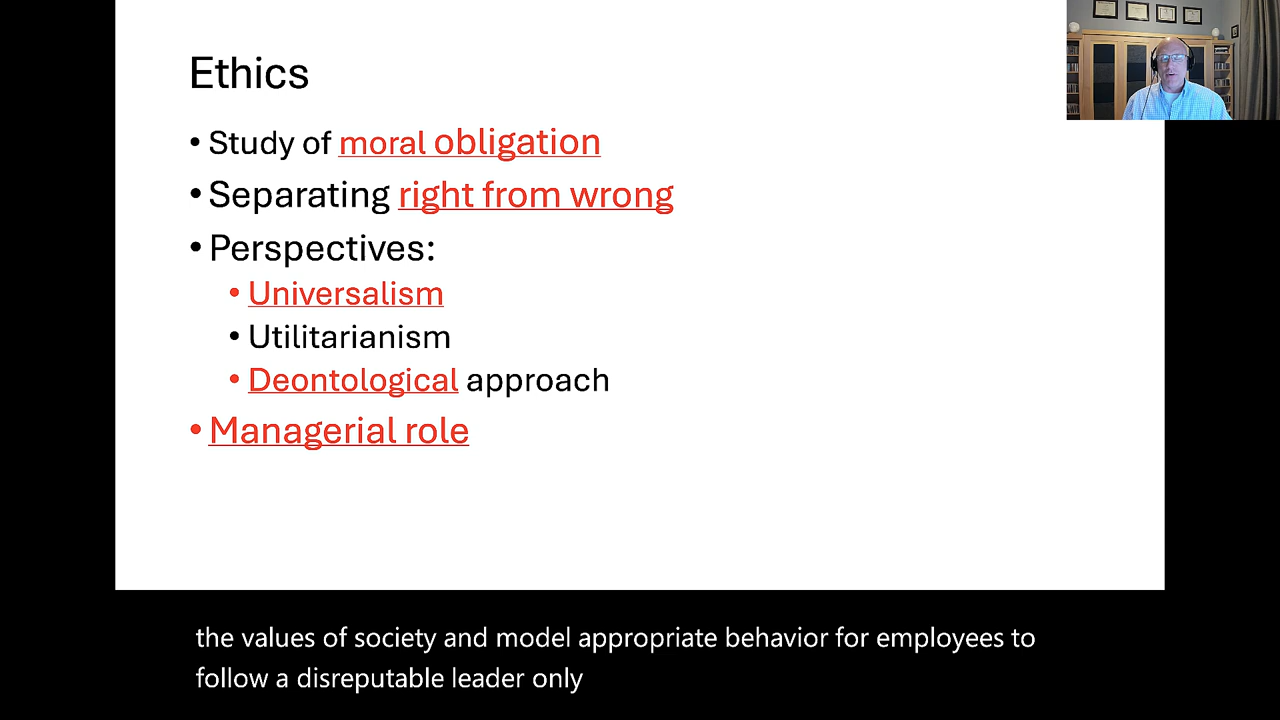 Ethics
• Study of moral obligation
• Separating right from wrong
• Perspectives:
• Universalism
• Utilitarianism
• Deontological approach
• Managerial role
the values of society and model appropriate behavior for employees to
follow a disreputable leader only